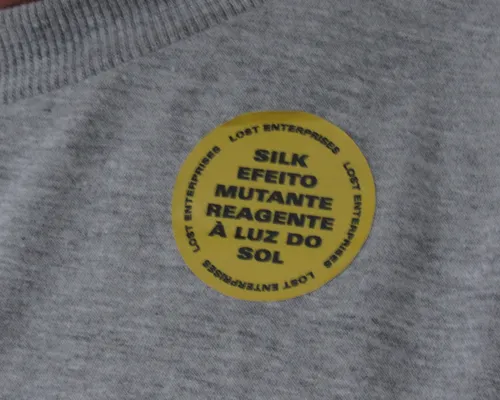 LOST ENTERPRISES
LOST ENTERPRISES
LOST ENTERPRISES
LOST ENTERPRISES
SILK
EFEITO
MUTANTE
REAGENTE
À LUZ DO
SOL